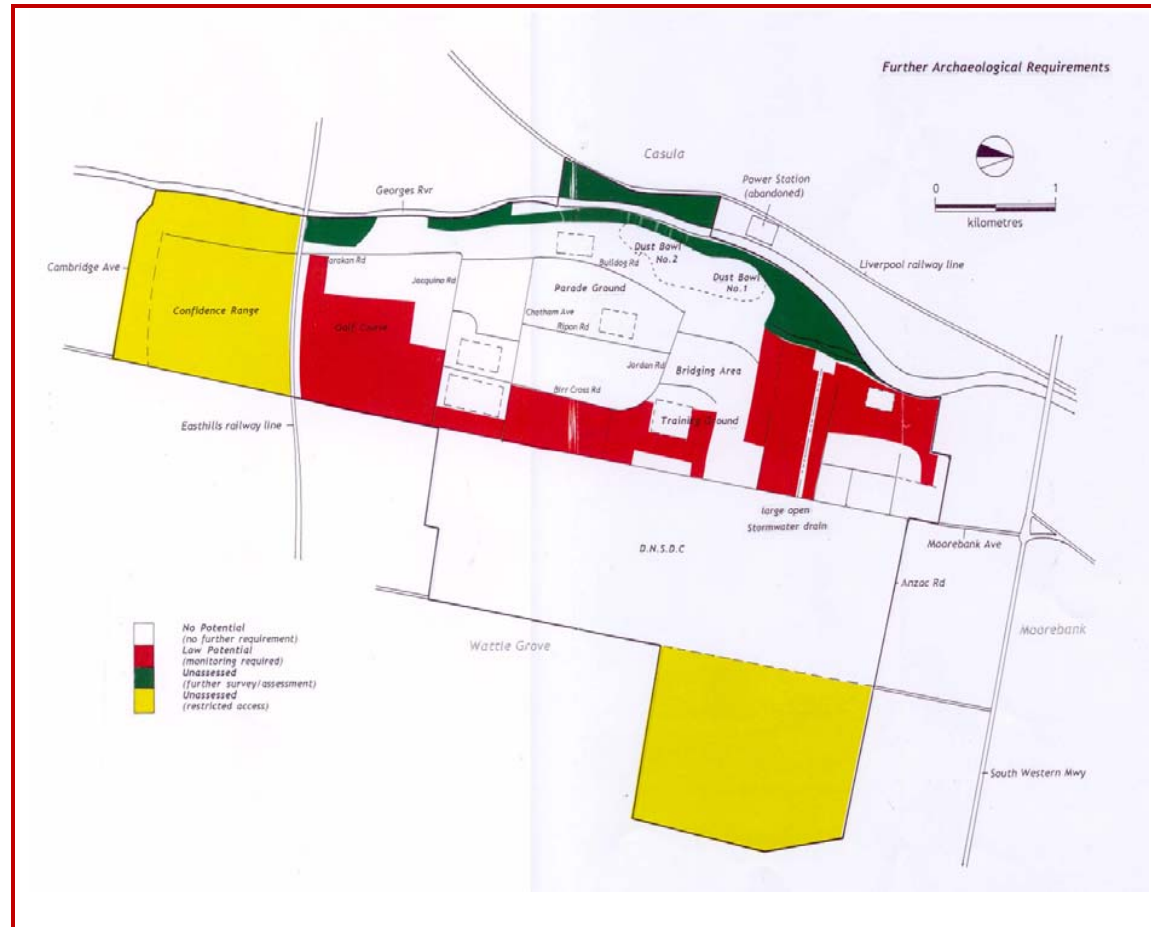 Further Archaeological Requirements
Casula
Power Station
(abandoned)
0 1
kilometres
Georges Rvr
Liverpool railway line
Cambridge Ave
Dust Bowl
No.2
Bulldog Rd
Dust Bowl
No.1
Jacquino Rd
Parade Ground
Confidence Range
Chatham Ave
Ripon Rd
Golf Course
Jordan Rd
Bridging Area
Birr Cross Rd
Training Ground
Easthills railway line
large open
Stormwater drain
Moorebank Ave
D.N.S.D.C
Anzac Rd
Moorebank
Wattle Grove
No Potential
(no further requirement)
Low Potential
(monitoring required)
Unassessed
(further survey/assessment)
Unassessed
(restricted access)
South Western Mwy